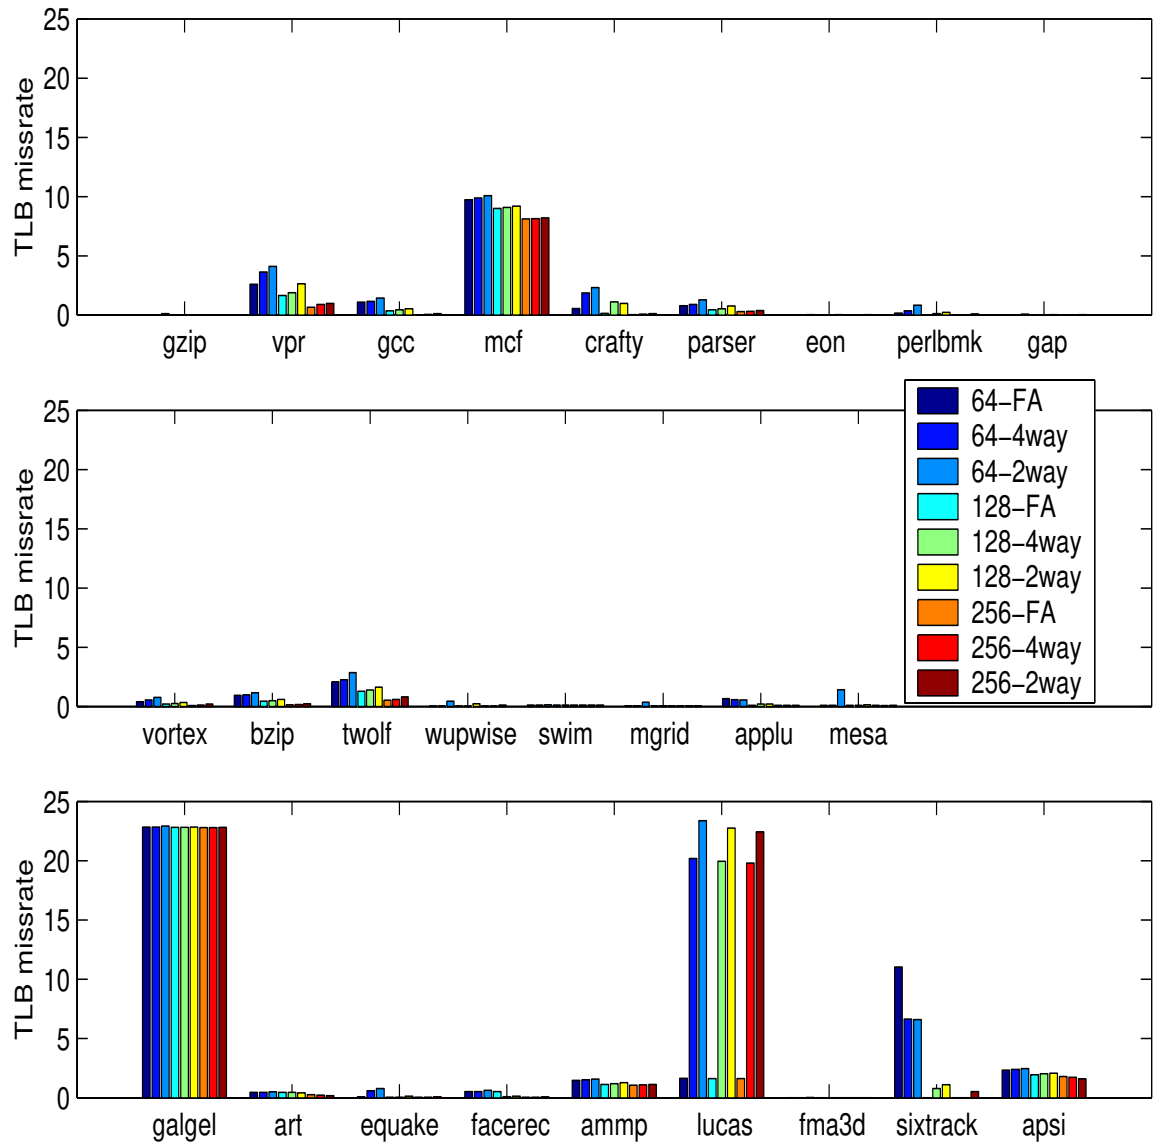 25
20
15
10
5
0
TLB missrate
gzip vpr gcc mcf crafty parser eon perlbmk gap
25
20
15
10
5
0
TLB missrate
64-FA
64-4way
64-2way
128-FA
128-4way
128-2way
256-FA
256-4way
256-2way
vortex bzip twolf wupwise swim mgrid applu mesa
25
20
15
10
5
0
TLB missrate
galgel art equake facerec ammp lucas fma3d sixtrack apsi